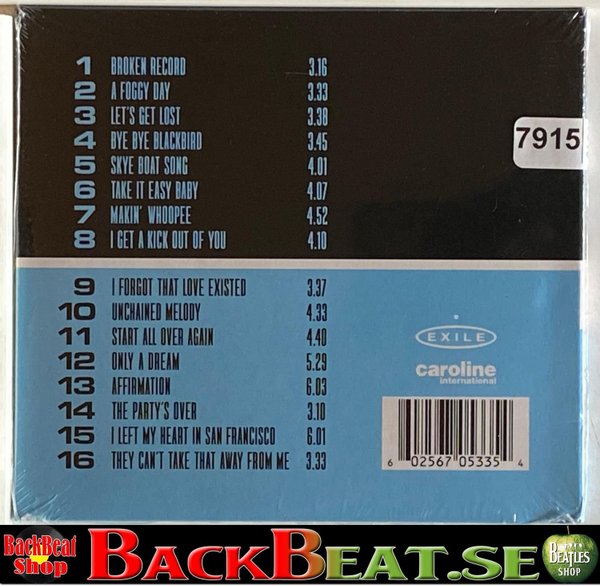 1 BROKEN RECORD 3.16
2 A FOGGY DAY 3.33
3 LET'S GET LOST 3.38
4 BYE BYE BLACKBIRD 3.45
5 SKYE BOAT SONG 4.01
6 TAKE IT EASY BABY 4.07
7 MAKIN' WHOOPEE 4.52
8 I GET A KICK OUT OF YOU 4.10
7915
9 I FORGOT THAT LOVE EXISTED 3.37
10 UNCHAINED MELODY 4.33
11 START ALL OVER AGAIN 4.40
12 ONLY A DREAM 5.29
13 AFFIRMATION 6.03
14 THE PARTY'S OVER 3.10
15 I LEFT MY HEART IN SAN FRANCISCO 6.01
16 THEY CAN'T TAKE THAT AWAY FROM ME 3.33
EXILE
caroline
international
6 02567 05335 4
BackBeat
Shop
BACKBEAT.SE
BEATLES
SHOP